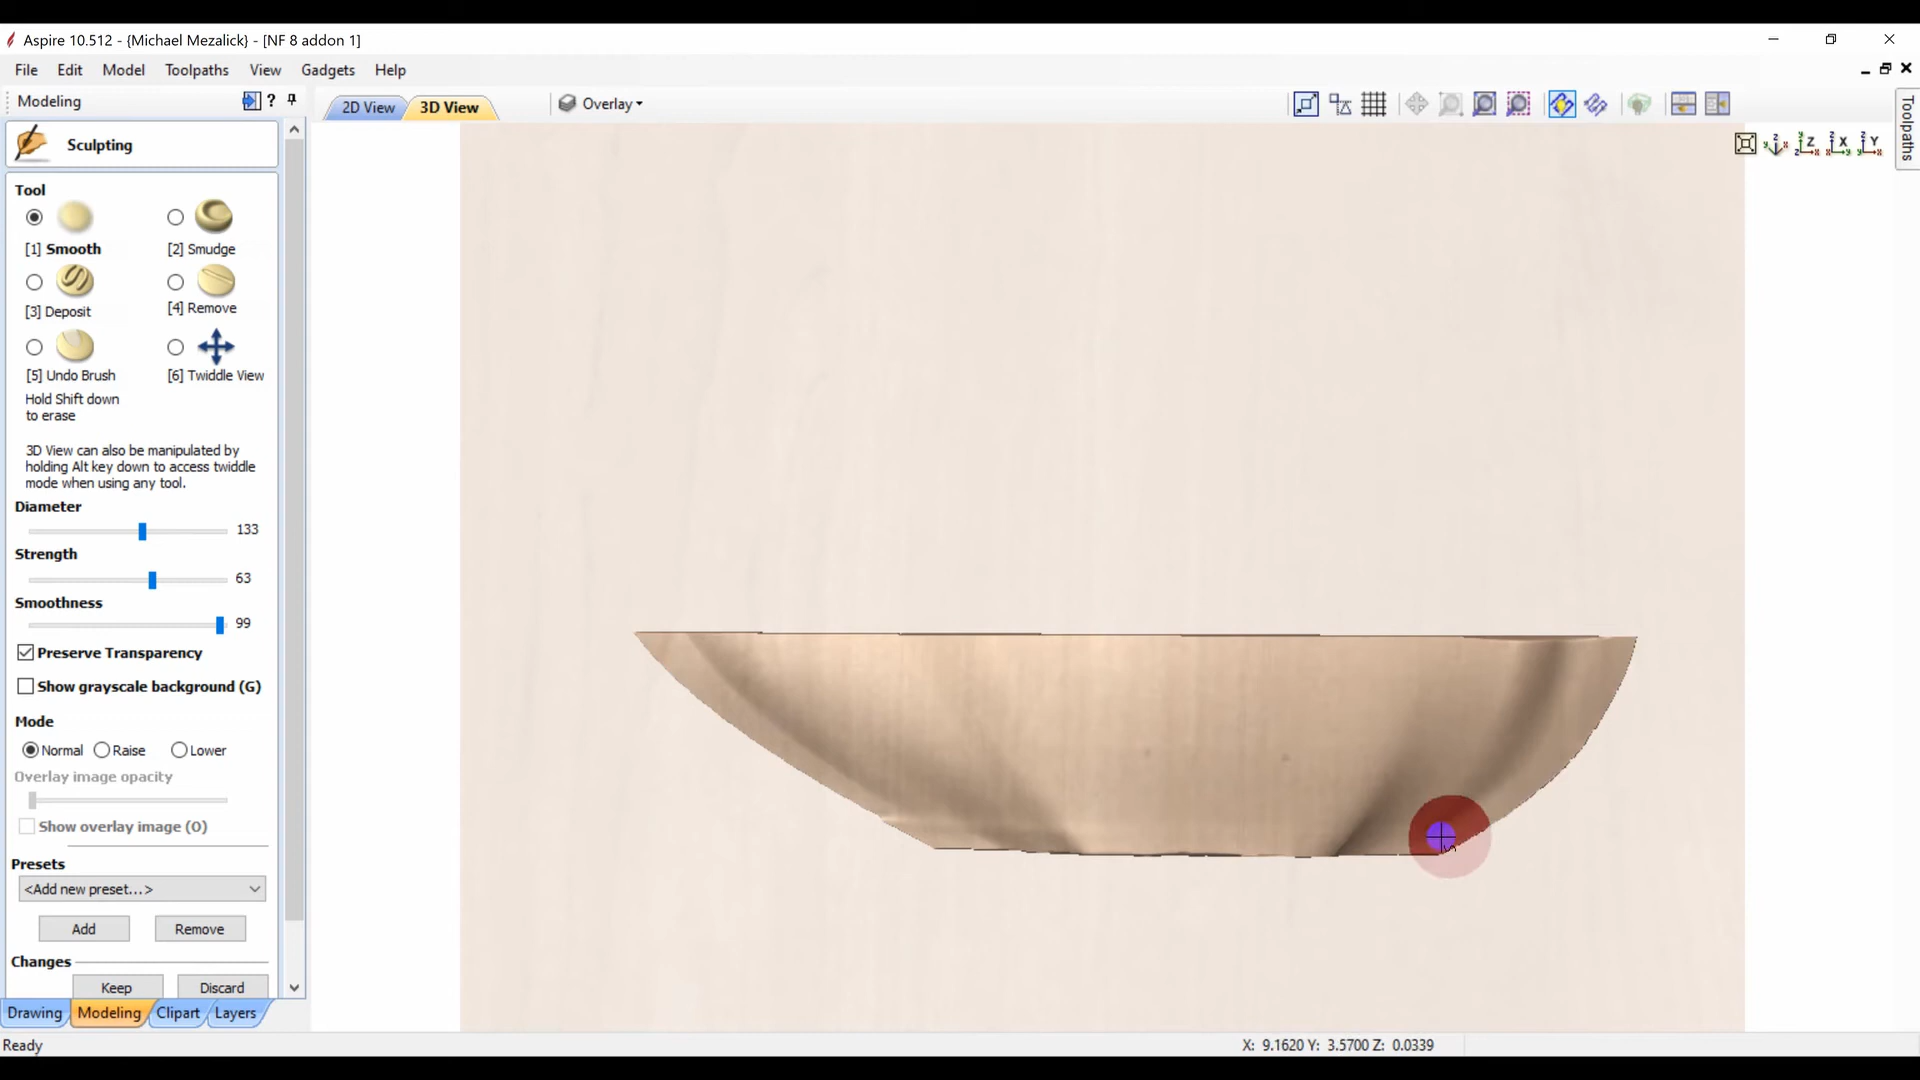 Aspire 10.512 - {Michael Mezalick} - [NF 8 addon 1]
File Edit Model Toolpaths View Gadgets Help
Modeling ?
2D View 3D View Overlay
Toolpaths
Sculpting
Tool
[1] Smooth [2] Smudge
[3] Deposit [4] Remove
[5] Undo Brush [6] Twiddle View
Hold Shift down
to erase
3D View can also be manipulated by
holding Alt key down to access twiddle
mode when using any tool.
Diameter
133
Strength
63
Smoothness
99
Preserve Transparency
Show grayscale background (G)
Mode
Normal Raise Lower
Overlay image opacity
Show overlay image (O)
Presets
<Add new preset...>
Add Remove
Changes
Keep Discard
Drawing Modeling Clipart Layers
Ready X: 9.1620 Y: 3.5700 Z: 0.0339